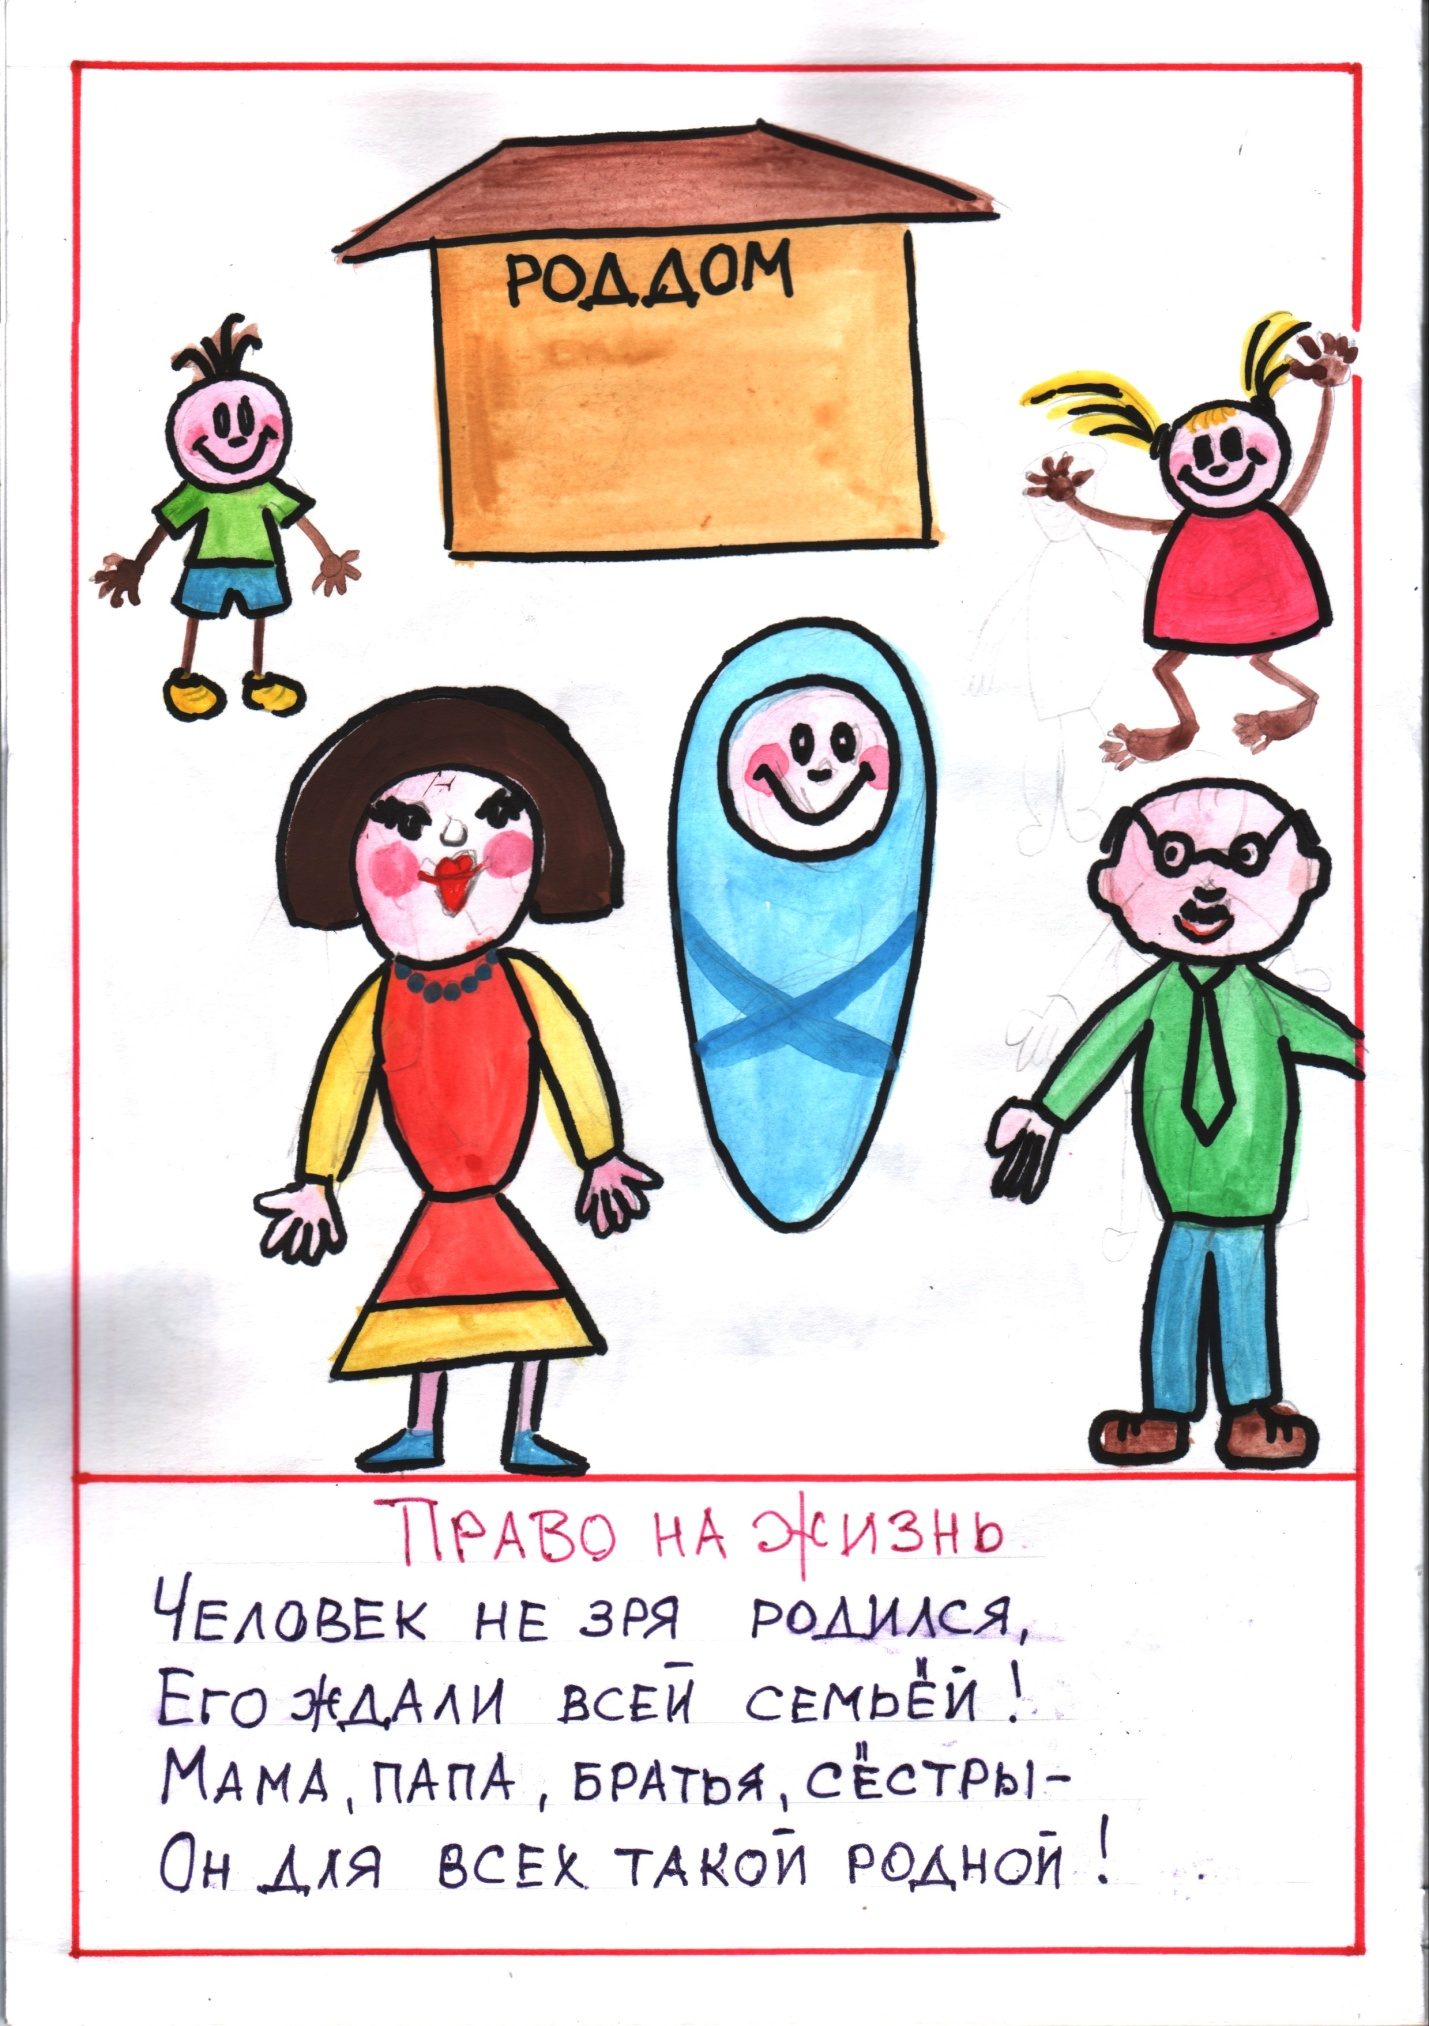 РОДДОМ
ПРАВО НА ЖИЗНЬ
ЧЕЛОВЕК НЕ ЗРЯ РОДИЛСЯ,
ЕГО ЖДАЛИ ВСЕЙ СЕМЬЁЙ!
МАМА, ПАПА, БРАТЬЯ, СЁСТРЫ-
ОН ДЛЯ ВСЕХ ТАКОЙ РОДНОЙ!